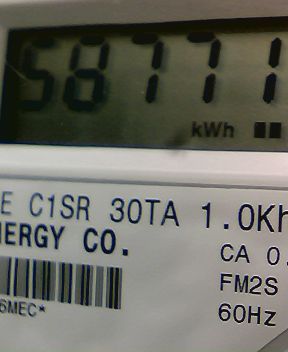 58771
kWh
E C1SR 30TA 1.0Kh
NERGY CO.
CA 0.
FM2S
6MEC*
60Hz